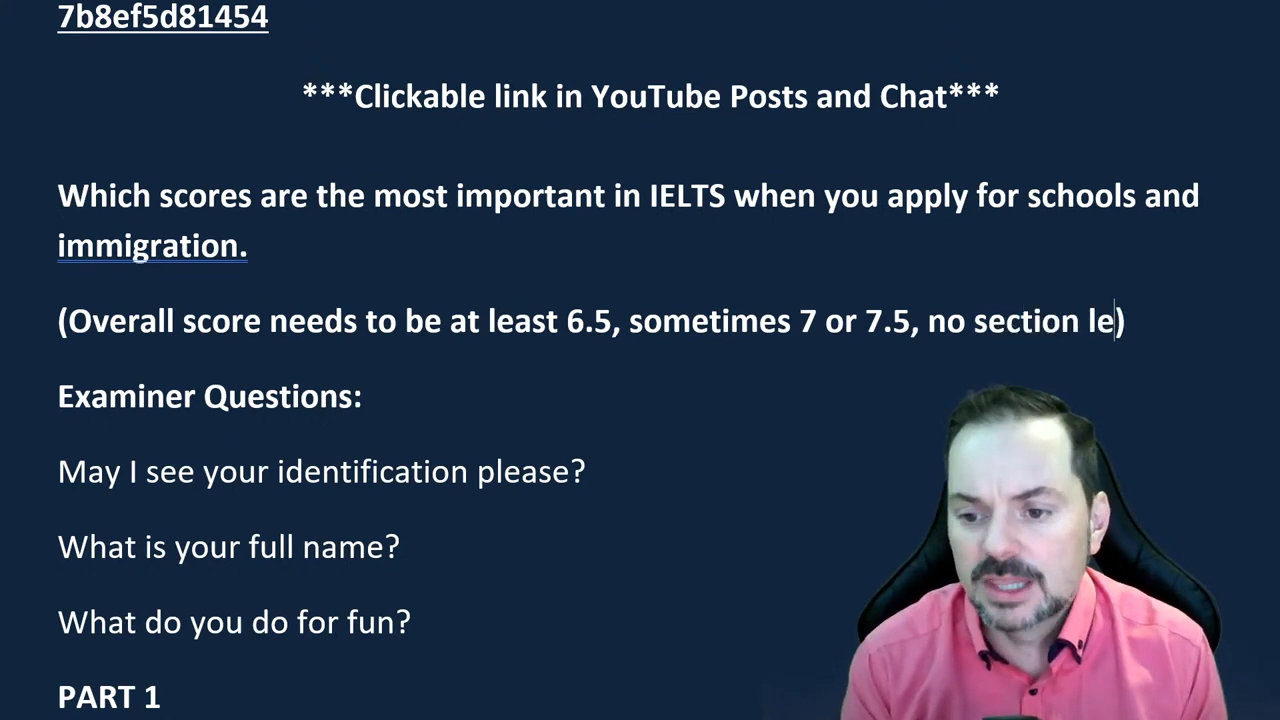 7b8ef5d81454
***Clickable link in YouTube Posts and Chat***
Which scores are the most important in IELTS when you apply for schools and
immigration.
(Overall score needs to be at least 6.5, sometimes 7 or 7.5, no section le)
Examiner Questions:
May I see your identification please?
What is your full name?
What do you do for fun?
PART 1